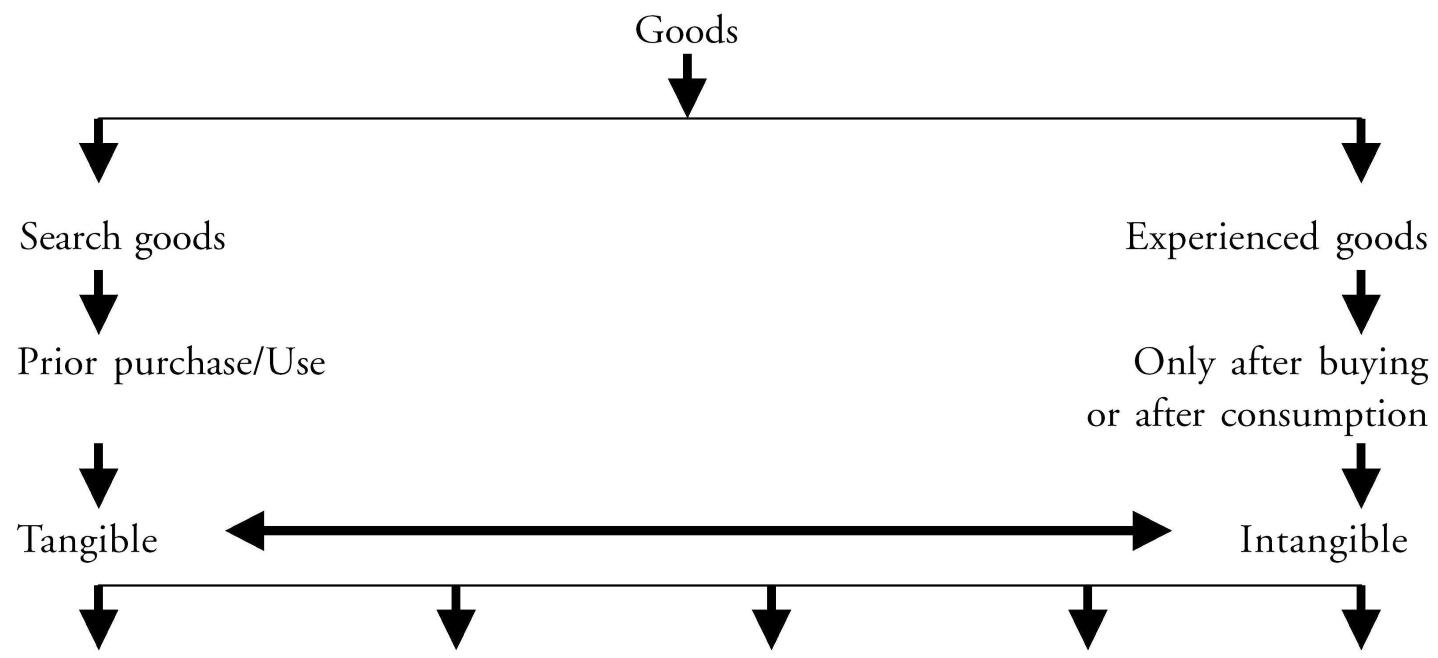 Goods
Search goods
Experienced goods
Prior purchase/Use
Only after buying
or after consumption
Tangible
Intangible